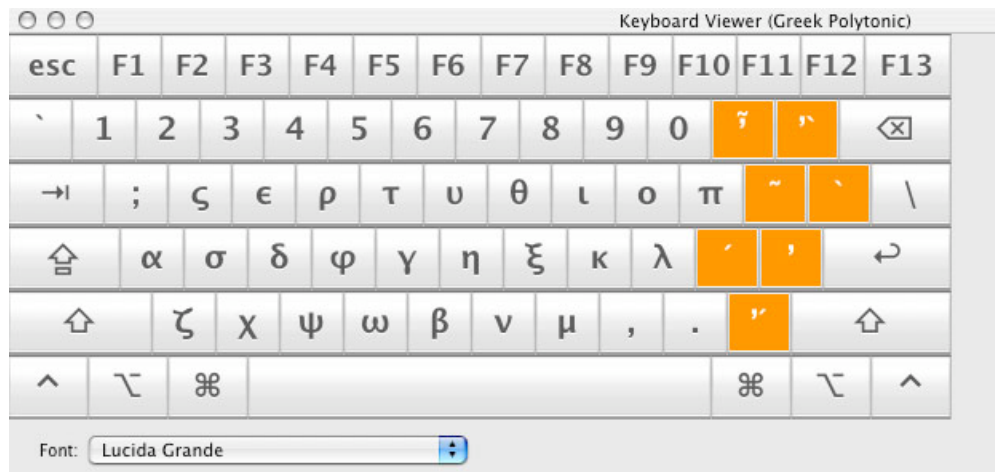 Keyboard Viewer (Greek Polytonic)
esc F1 F2 F3 F4 F5 F6 F7 F8 F9 F10 F11 F12 F13
` 1 2 3 4 5 6 7 8 9 0 ῏ ῍ ⌫
⇥ ; ς ϵ ρ τ υ θ ι ο π ῀ ` \
⇪ α σ δ φ γ η ξ κ λ ´ ᾿ ↩
⇧ ζ χ ψ ω β ν μ , . ῎ ⇧
⌃ ⌥ ⌘ ⌘ ⌥ ⌃
Font: Lucida Grande